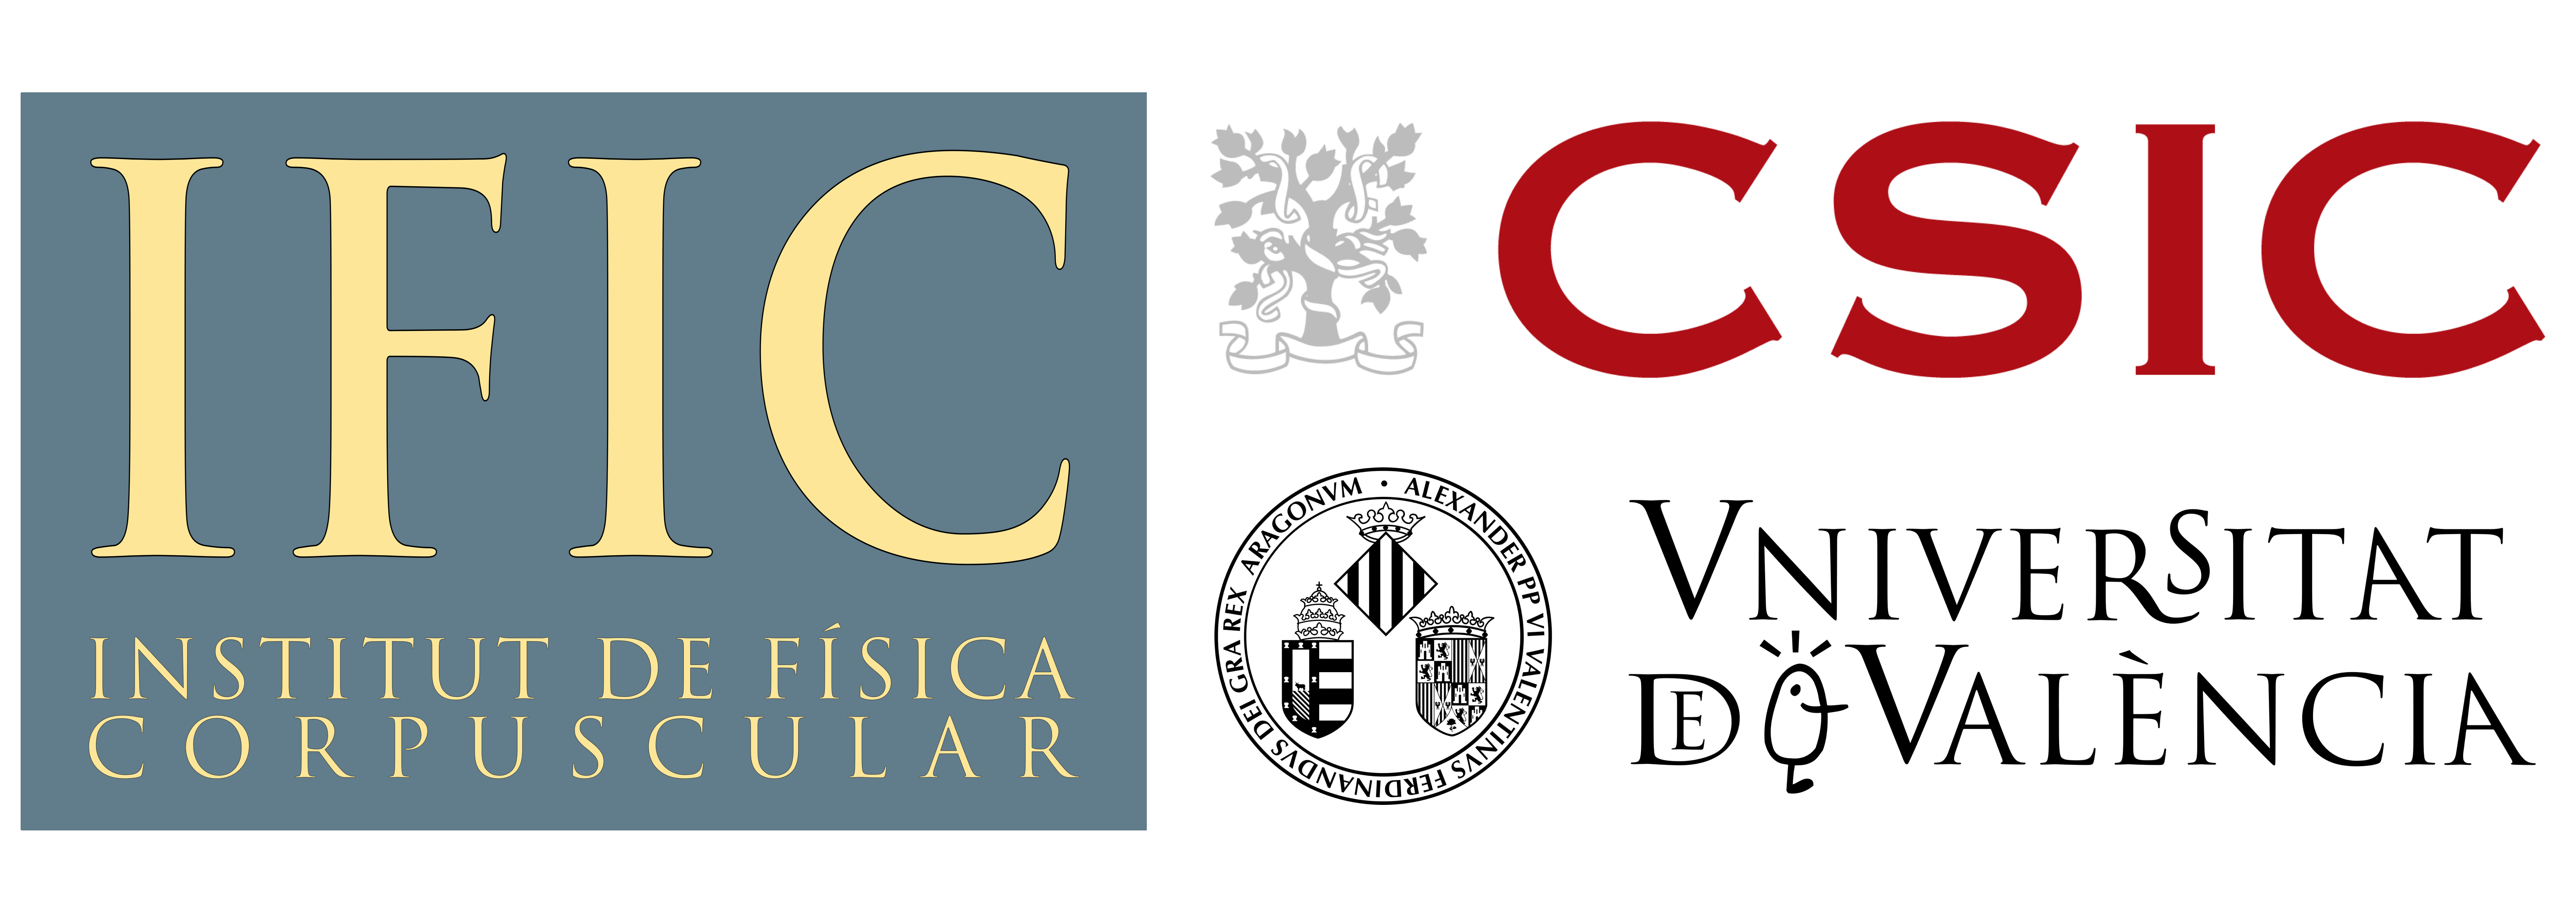 IFIC
INSTITUT DE FÍSICA
CORPUSCULAR
CSIC
ALEXANDER PP VI VALENTINVS FERDINANDVS DEI GRA REX ARAGONVM
VNIVERSITAT
DE VALÈNCIA